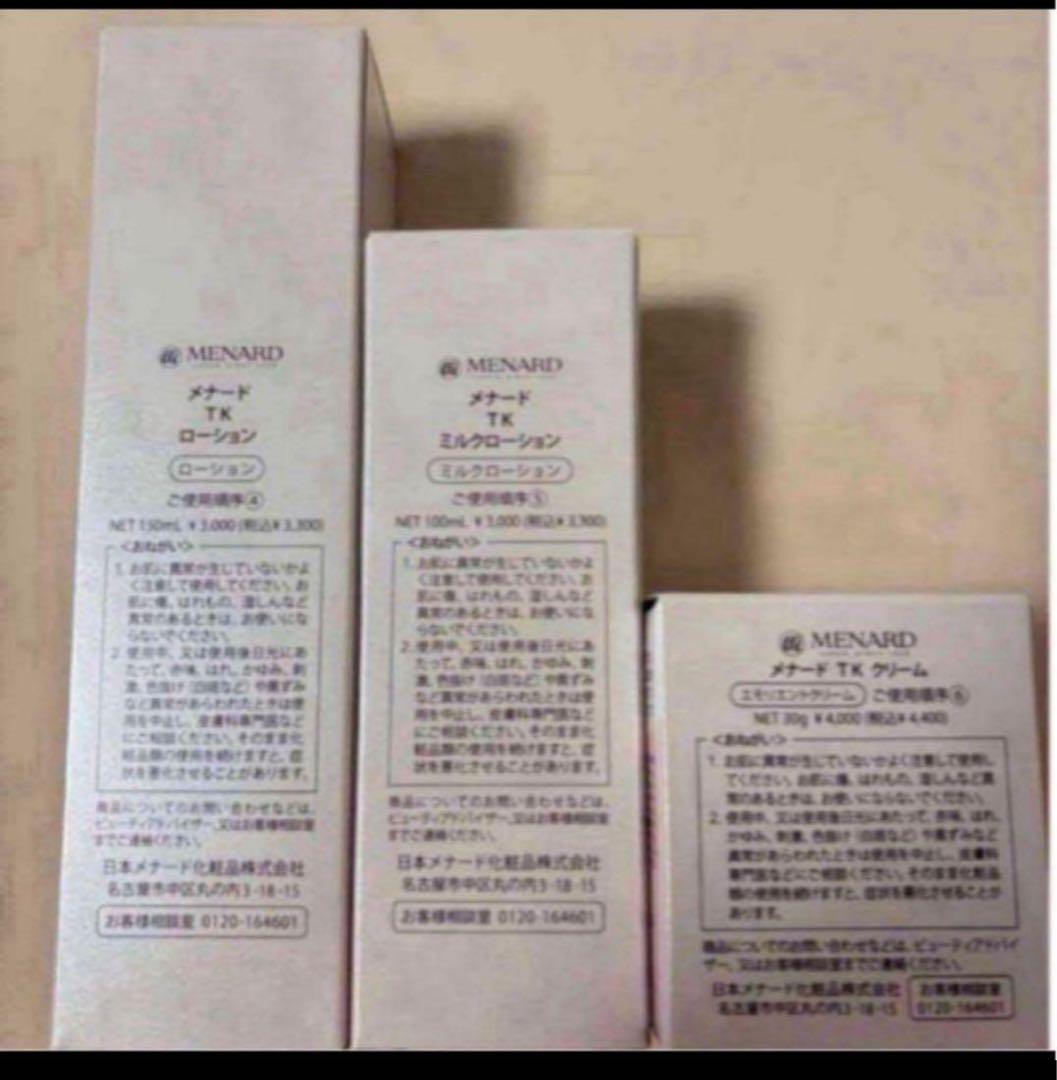 MENARD
メナード
TK
ローション
ローション
ご使用順序④
NET 150mL ¥3,000(税込¥3,300)
<おねがい>
1. お肌に異常が生じていないかよ
く注意して使用してください。お
肌に傷、はれもの、湿しんなど
異常のあるときは、お使いにな
らないでください。
2. 使用中、又は使用後日光にあ
たって、赤味、はれ、かゆみ、刺
激、色抜け(白斑など)や黒ずみ
など異常があらわれたときは使
用を中止し、皮膚科専門医など
にご相談ください。そのまま化
粧品類の使用を続けますと、症
状を悪化させることがあります。
商品についてのお問い合わせなどは、
ビューティアドバイザー、又はお客様相談室
までご連絡ください。
日本メナード化粧品株式会社
名古屋市中区丸の内3-18-15
お客様相談室 0120-164601
MENARD
メナード
TK
ミルクローション
ミルクローション
ご使用順序⑤
NET 100mL ¥3,000(税込¥3,300)
<おねがい>
1. お肌に異常が生じていないかよ
く注意して使用してください。お
肌に傷、はれもの、湿しんなど
異常のあるときは、お使いにな
らないでください。
2. 使用中、又は使用後日光にあ
たって、赤味、はれ、かゆみ、刺
激、色抜け(白斑など)や黒ずみ
など異常があらわれたときは使
用を中止し、皮膚科専門医など
にご相談ください。そのまま化
粧品類の使用を続けますと、症
状を悪化させることがあります。
商品についてのお問い合わせなどは、
ビューティアドバイザー、又はお客様相談室
までご連絡ください。
日本メナード化粧品株式会社
名古屋市中区丸の内3-18-15
お客様相談室 0120-164601
MENARD
メナード TK クリーム
エモリエントクリーム ご使用順序⑥
NET 30g ¥4,000(税込¥4,400)
<おねがい>
1. お肌に異常が生じていないかよく注意して使用し
てください。お肌に傷、はれもの、湿しんなど異
常のあるときは、お使いにならないでください。
2. 使用中、又は使用後日光にあたって、赤味、はれ、
かゆみ、刺激、色抜け(白斑など)や黒ずみなど
異常があらわれたときは使用を中止し、皮膚科
専門医などにご相談ください。そのまま化粧品
類の使用を続けますと、症状を悪化させることが
あります。
商品についてのお問い合わせなどは、ビューティアドバイ
ザー、又はお客様相談室までご連絡ください。
日本メナード化粧品株式会社
名古屋市中区丸の内3-18-15
お客様相談室
0120-164601